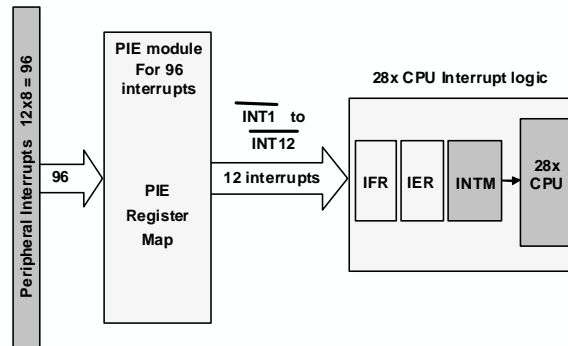 Peripheral Interrupts 12x8 = 96
96
PIE module
For 96
interrupts
PIE
Register
Map
INT1 to
INT12
12 interrupts
28x CPU Interrupt logic
IFR
IER
INTM
28x
CPU